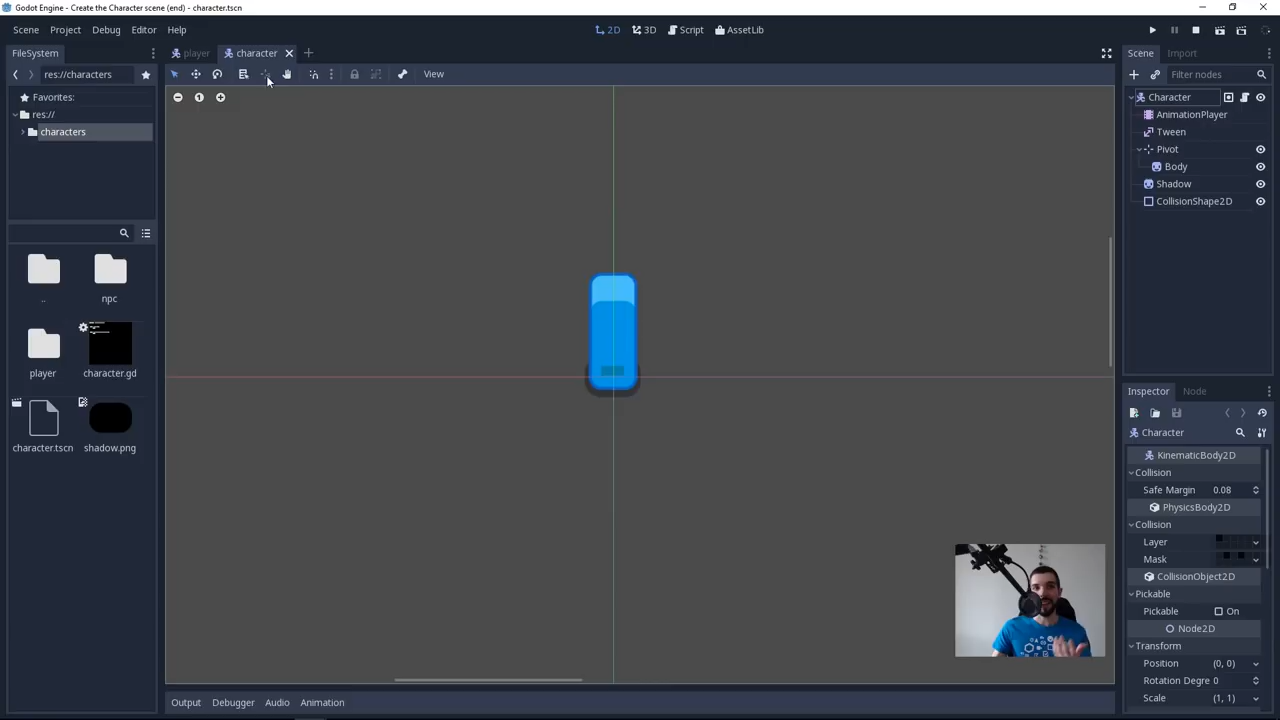 Godot Engine - Create the Character scene (end) - character.tscn
Scene Project Debug Editor Help
2D 3D Script AssetLib
FileSystem
player character
Scene Import
res://characters
View
Filter nodes
Favorites:
res://
characters
Character
AnimationPlayer
Tween
Pivot
Body
Shadow
CollisionShape2D
.. npc
player character.gd
character.tscn shadow.png
Inspector Node
Character
KinematicBody2D
Collision
Safe Margin 0.08
PhysicsBody2D
Collision
Layer
Mask
CollisionObject2D
Pickable
Pickable On
Node2D
Transform
Position (0, 0)
Rotation Degre 0
Scale (1, 1)
Output Debugger Audio Animation